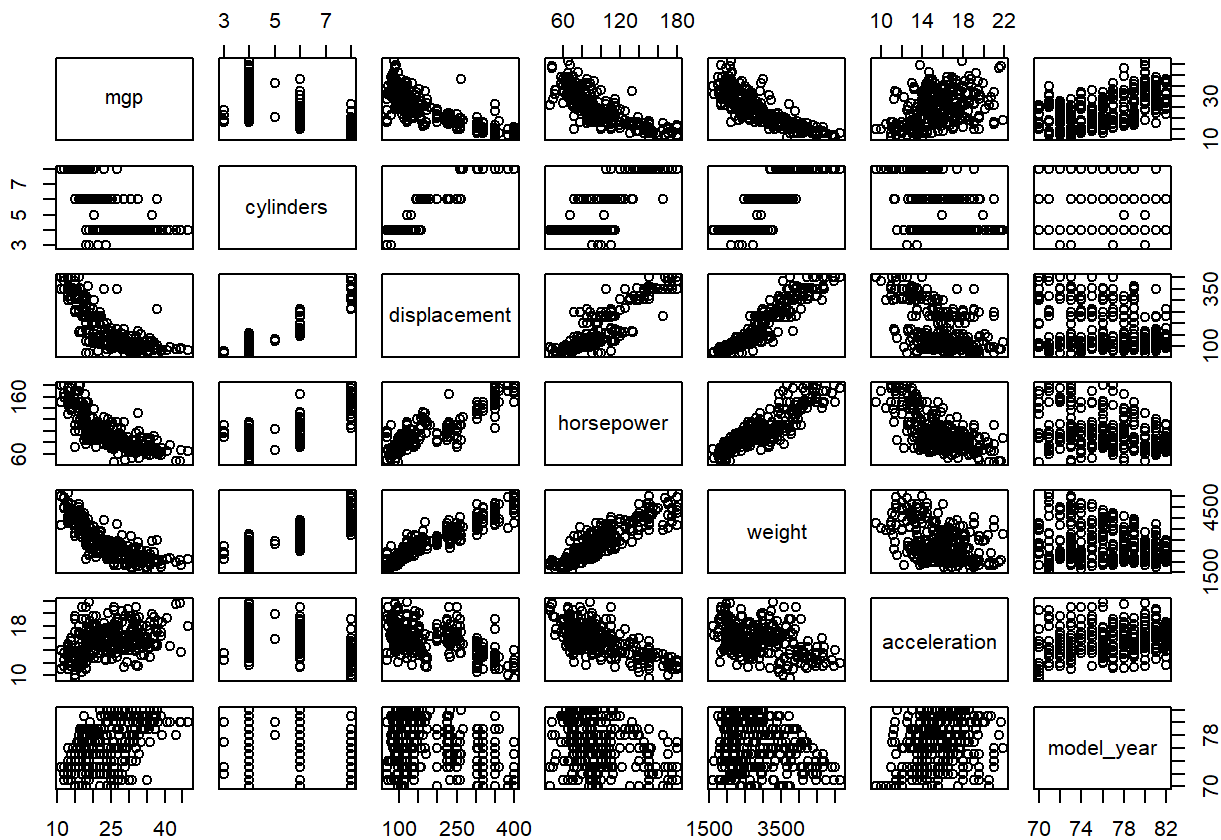 3 5 7 60 120 180 10 14 18 22
mgp 10 30
3 5 7 cylinders
displacement 100 350
60 160 horsepower
weight 1500 4500
10 18 acceleration
model_year 70 78
10 25 40 100 250 400 1500 3500 70 74 78 82